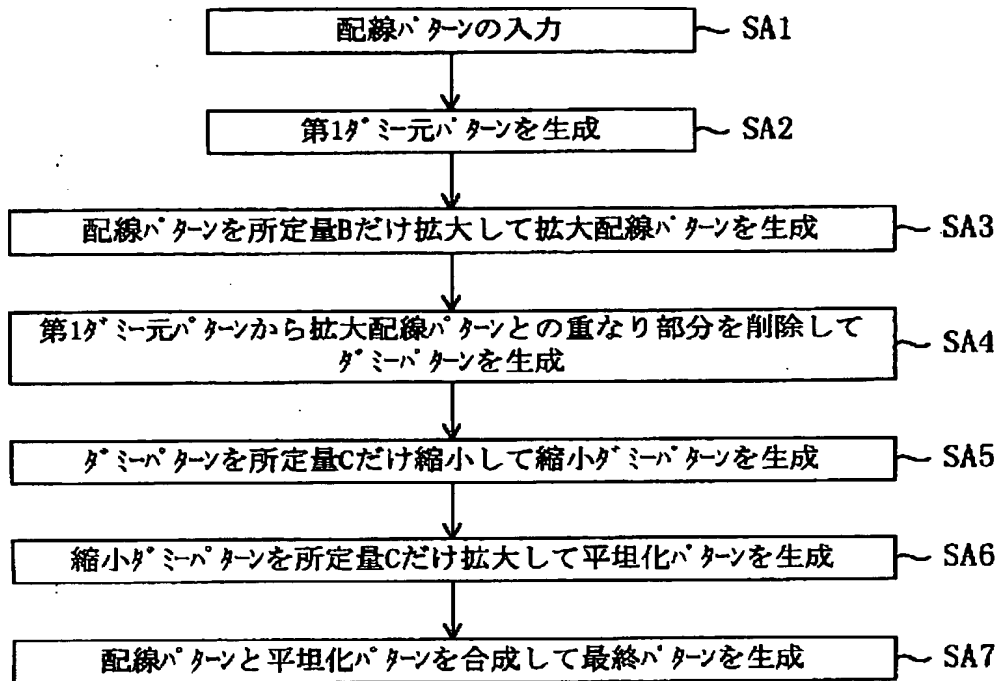 配線ﾊﾟﾀｰﾝの入力 SA1
第1ﾀﾞﾐｰ元ﾊﾟﾀｰﾝを生成 SA2
配線ﾊﾟﾀｰﾝを所定量Bだけ拡大して拡大配線ﾊﾟﾀｰﾝを生成 SA3
第1ﾀﾞﾐｰ元ﾊﾟﾀｰﾝから拡大配線ﾊﾟﾀｰﾝとの重なり部分を削除して
ﾀﾞﾐｰﾊﾟﾀｰﾝを生成 SA4
ﾀﾞﾐｰﾊﾟﾀｰﾝを所定量Cだけ縮小して縮小ﾀﾞﾐｰﾊﾟﾀｰﾝを生成 SA5
縮小ﾀﾞﾐｰﾊﾟﾀｰﾝを所定量Cだけ拡大して平坦化ﾊﾟﾀｰﾝを生成 SA6
配線ﾊﾟﾀｰﾝと平坦化ﾊﾟﾀｰﾝを合成して最終ﾊﾟﾀｰﾝを生成 SA7